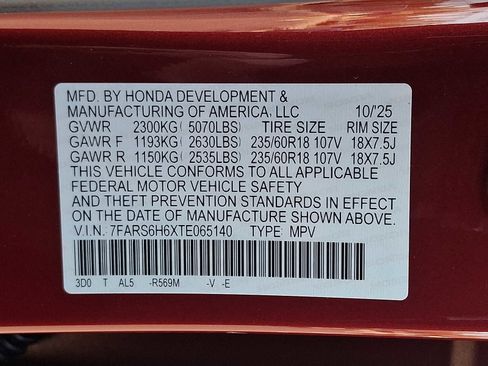 MFD. BY HONDA DEVELOPMENT &
MANUFACTURING OF AMERICA, LLC 10/'25
GVWR 2300KG( 5070LBS) TIRE SIZE RIM SIZE
GAWR F 1193KG( 2630LBS) 235/60R18 107V 18X7.5J
GAWR R 1150KG( 2535LBS) 235/60R18 107V 18X7.5J
THIS VEHICLE CONFORMS TO ALL APPLICABLE
FEDERAL MOTOR VEHICLE SAFETY
AND THEFT PREVENTION STANDARDS IN EFFECT
ON THE DATE OF MANUFACTURE SHOWN ABOVE.
V.I.N: 7FARS6H6XTE065140 TYPE: MPV
3D0 T AL5 -R569M -V -E